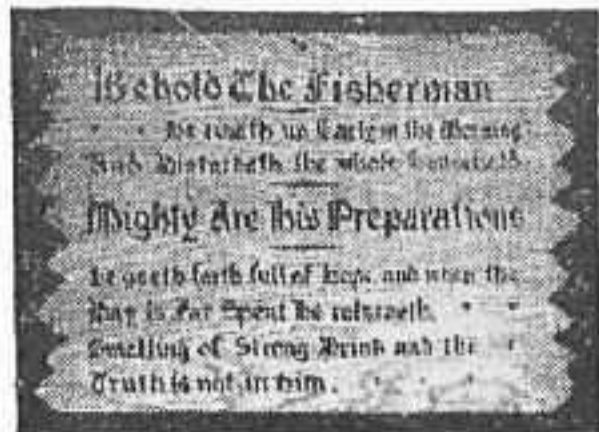 Behold The Fisherman
He riseth up Early in the Morning
And Disturbeth the whole Household.
Mighty Are His Preparations
He goeth forth full of Hope and when the
Day is Far Spent he returneth,
Smelling of Strong Drink and the
Truth is not in him.